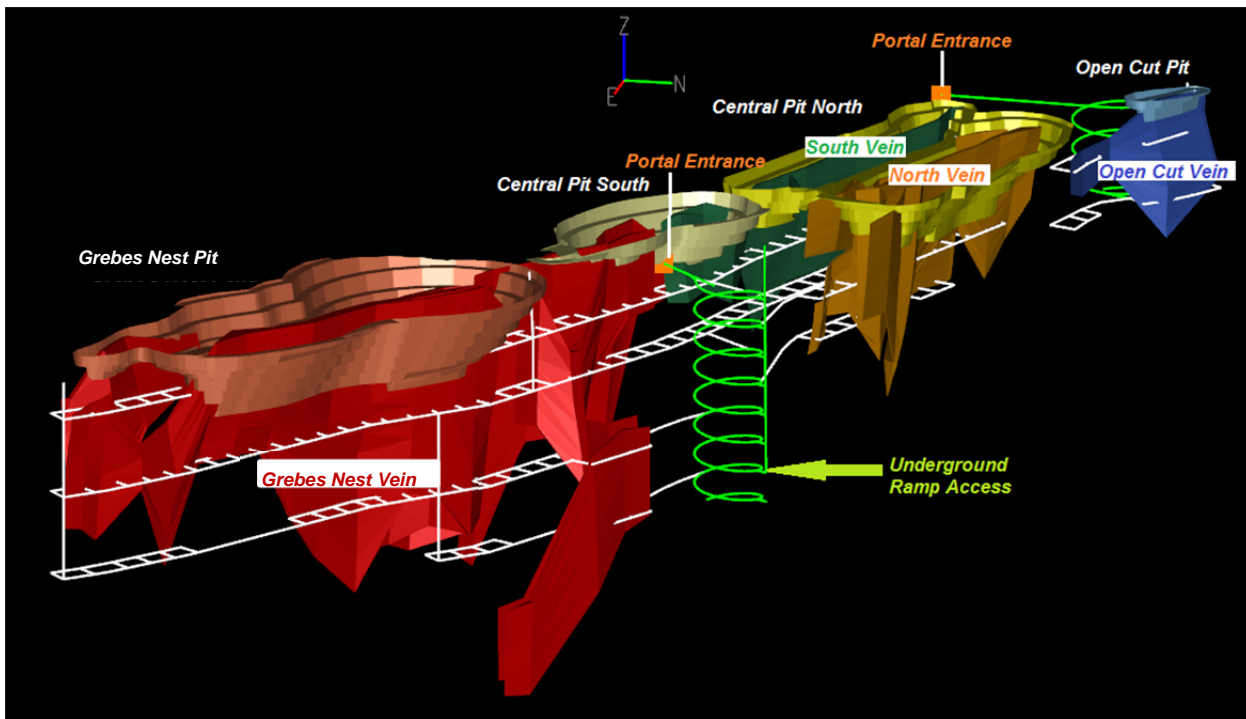 Z
E
N
Portal Entrance
Open Cut Pit
Central Pit North
South Vein
Portal Entrance
North Vein
Open Cut Vein
Central Pit South
Grebes Nest Pit
Grebes Nest Vein
Underground
Ramp Access